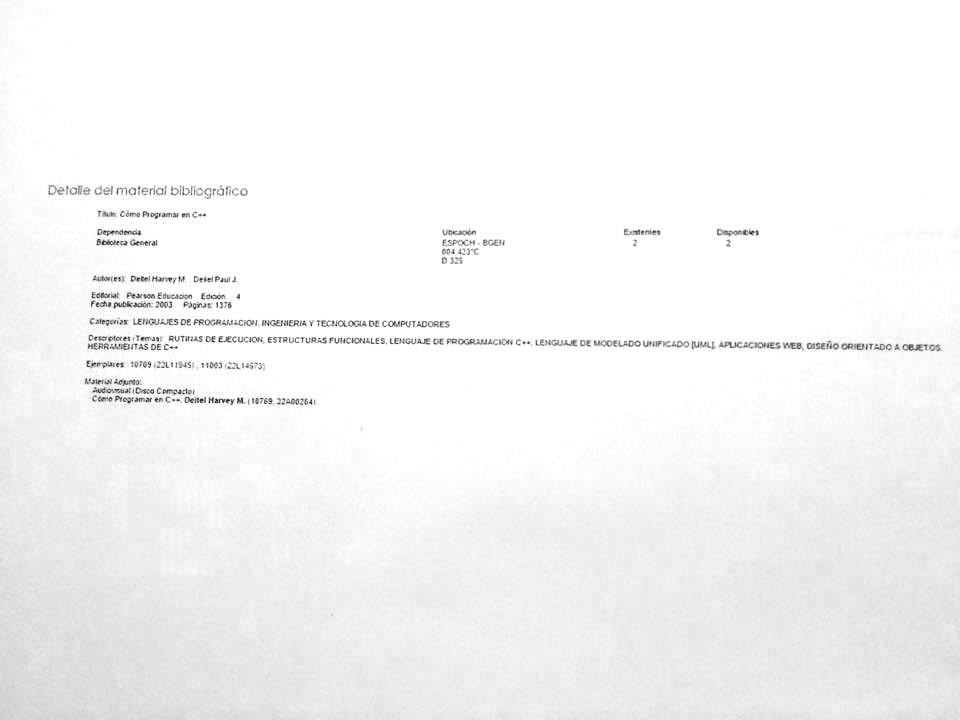 Detalle del material bibliográfico
Título: Cómo Programar en C++
Dependencia Ubicación Existentes Disponibles
Biblioteca General ESPOCH - BGEN 2 2
004.423°C
D 325
Autor(es): Deitel Harvey M. Deitel Paul J.
Editorial: Pearson Educacion Edición: 4
Fecha publicación: 2003 Páginas: 1376
Categorías: LENGUAJES DE PROGRAMACION, INGENIERIA Y TECNOLOGIA DE COMPUTADORES
Descriptores (Temas): RUTINAS DE EJECUCION, ESTRUCTURAS FUNCIONALES, LENGUAJE DE PROGRAMACION C++, LENGUAJE DE MODELADO UNIFICADO [UML], APLICACIONES WEB, DISEÑO ORIENTADO A OBJETOS.
HERRAMIENTAS DE C++
Ejemplares: 10769 (22L11945) , 11003 (22L14673)
Material Adjunto:
Audiovisual (Disco Compacto)
Cómo Programar en C++, Deitel Harvey M. (10769, 22A00264)